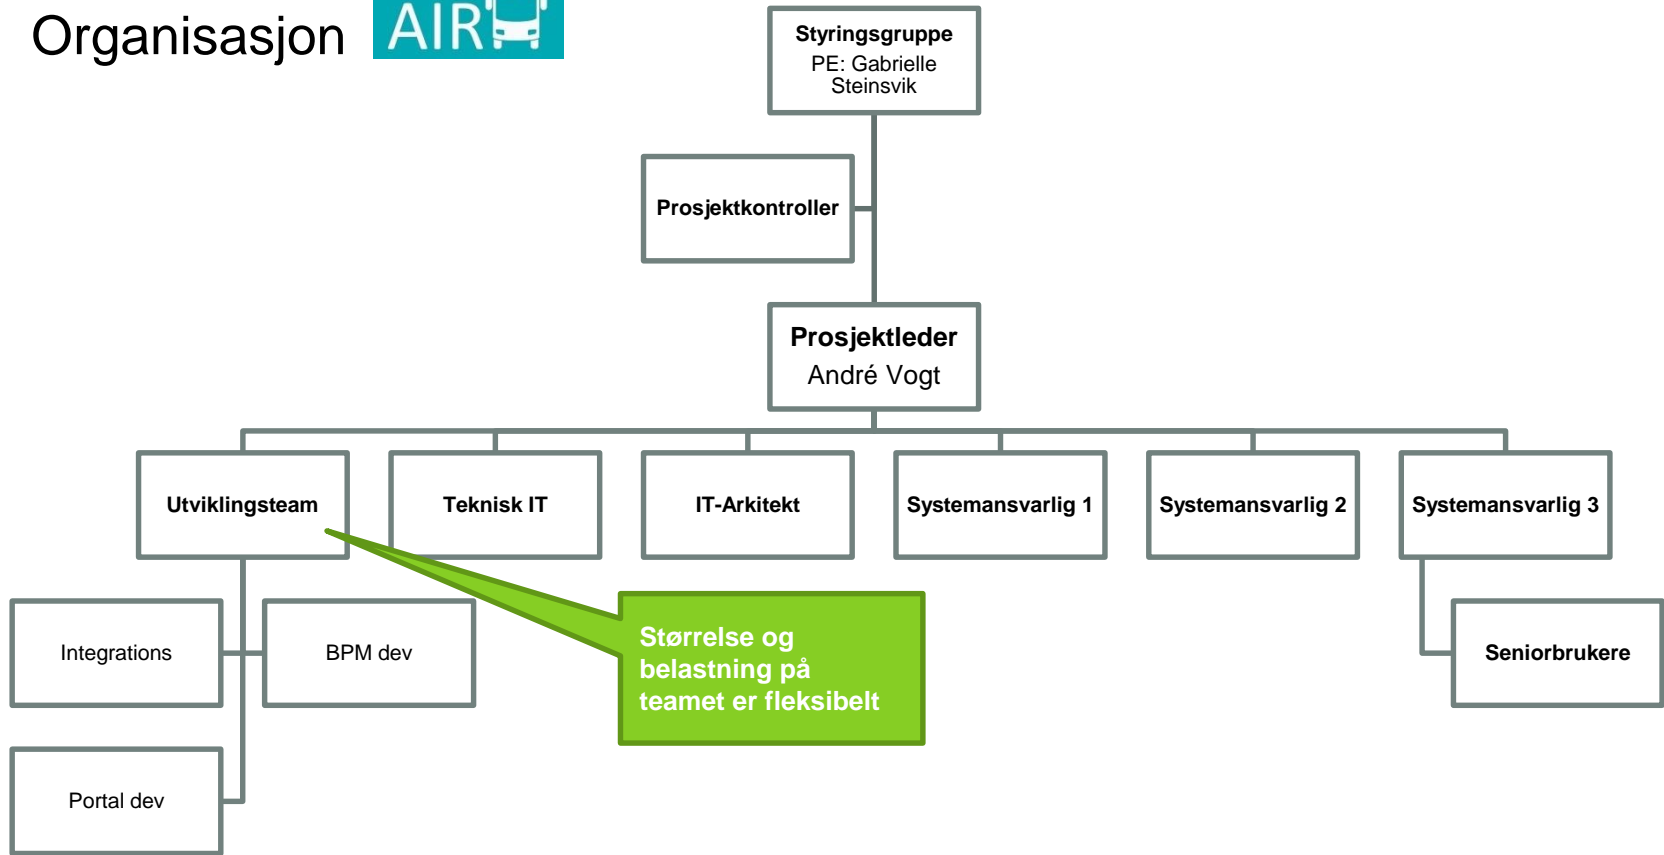 Organisasjon
AIR
Styringsgruppe
PE: Gabrielle
Steinsvik
Prosjektkontroller
Prosjektleder
André Vogt
Utviklingsteam
Teknisk IT
IT-Arkitekt
Systemansvarlig 1
Systemansvarlig 2
Systemansvarlig 3
Integrations
BPM dev
Størrelse og
belastning på
teamet er fleksibelt
Seniorbrukere
Portal dev